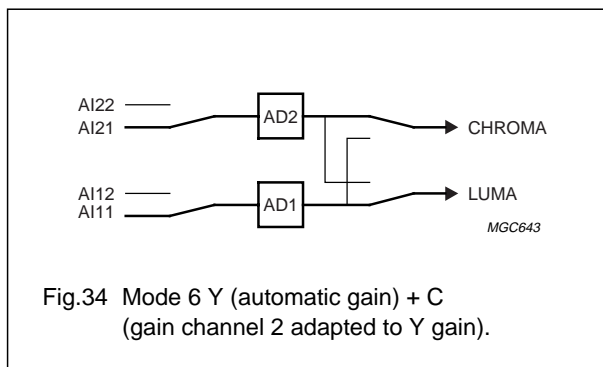 AI22
AI21
AD2
CHROMA
AI12
AI11
AD1
LUMA
MGC643
Fig.34 Mode 6 Y (automatic gain) + C
(gain channel 2 adapted to Y gain).